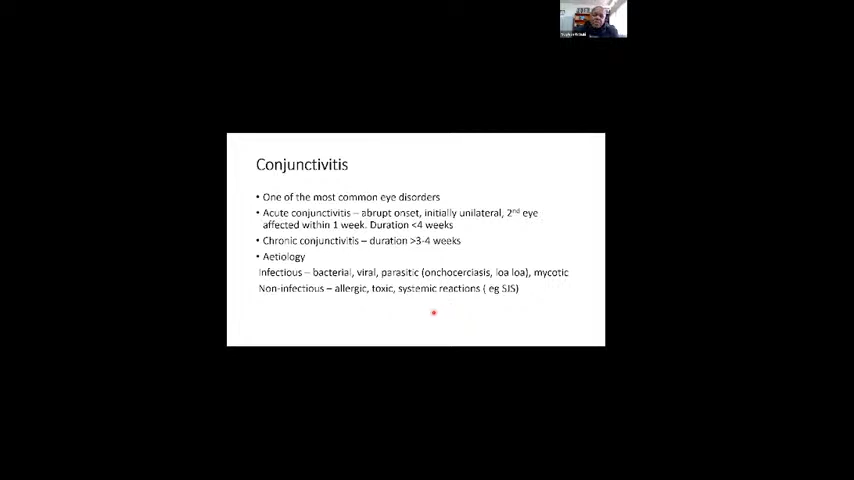 Conjunctivitis
• One of the most common eye disorders
• Acute conjunctivitis – abrupt onset, initially unilateral, 2nd eye
affected within 1 week. Duration <4 weeks
• Chronic conjunctivitis – duration >3-4 weeks
• Aetiology
Infectious – bacterial, viral, parasitic (onchocerciasis, loa loa), mycotic
Non-infectious – allergic, toxic, systemic reactions ( eg SJS)